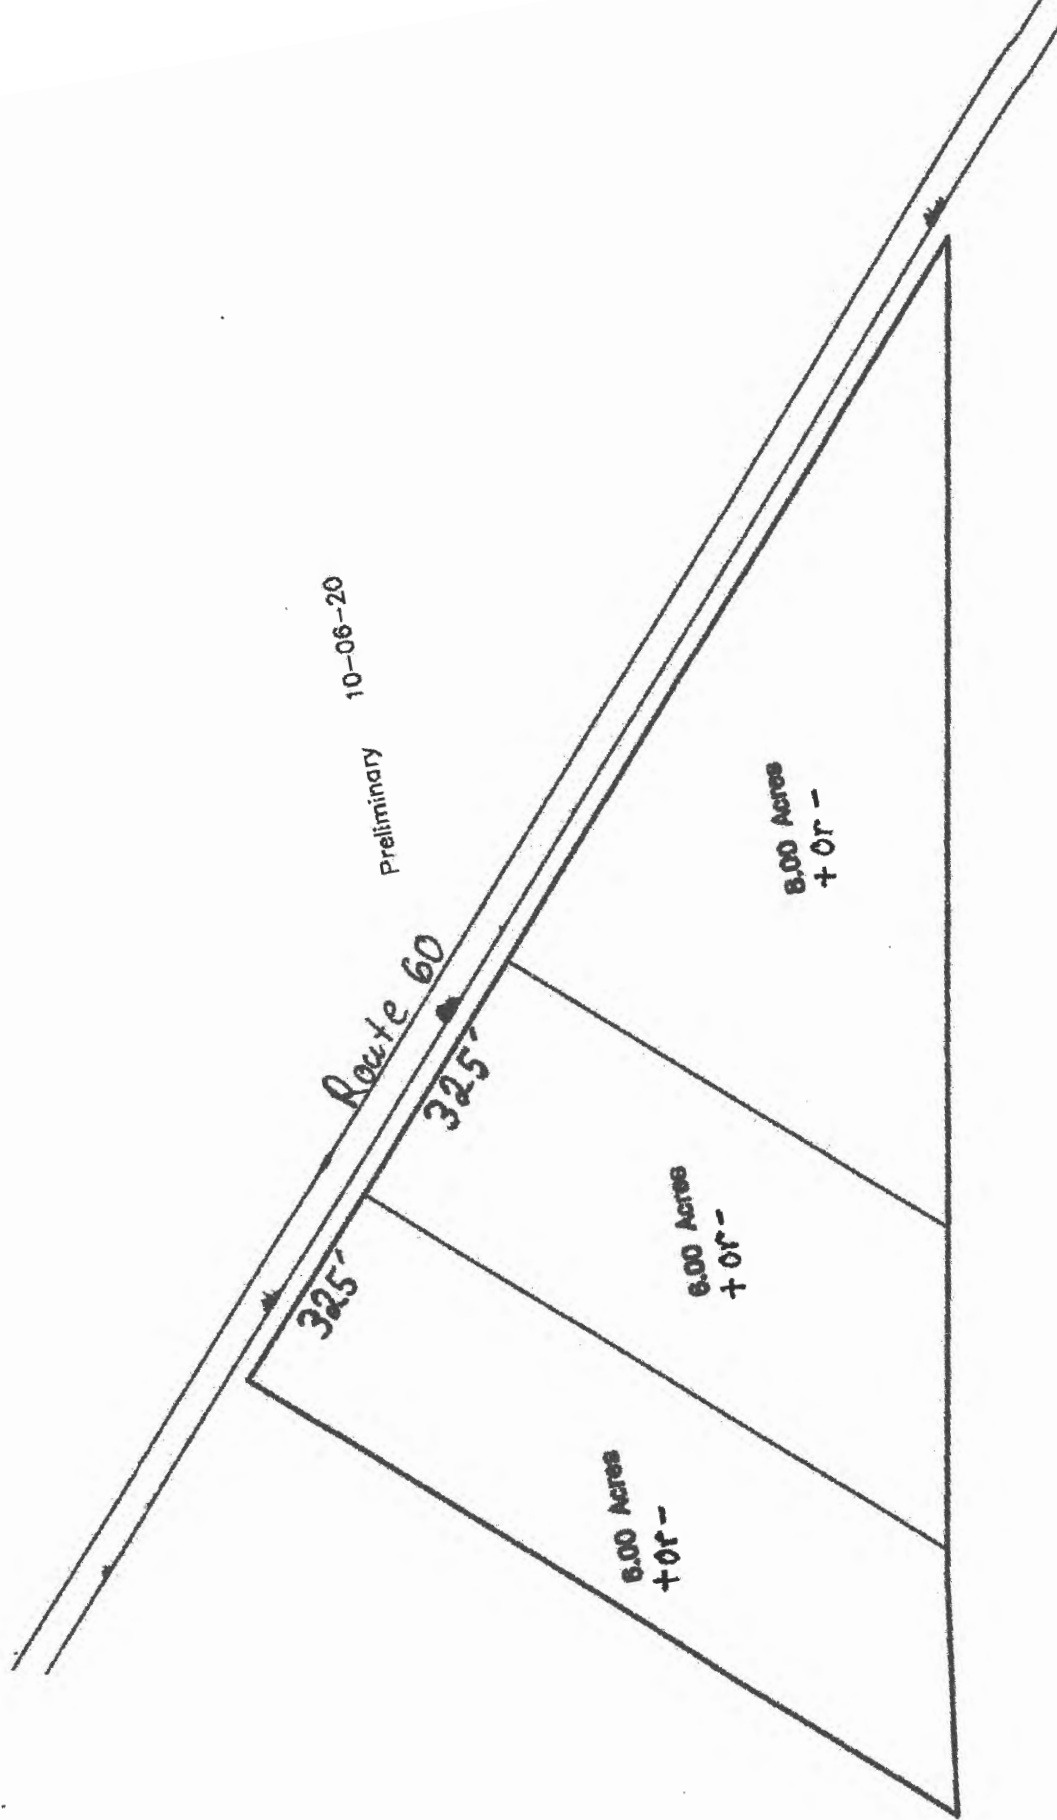 Preliminary 10-06-20
Route 60
325'
325'
6.00 Acres
+ or -
6.00 Acres
+ or -
8.00 Acres
+ or -